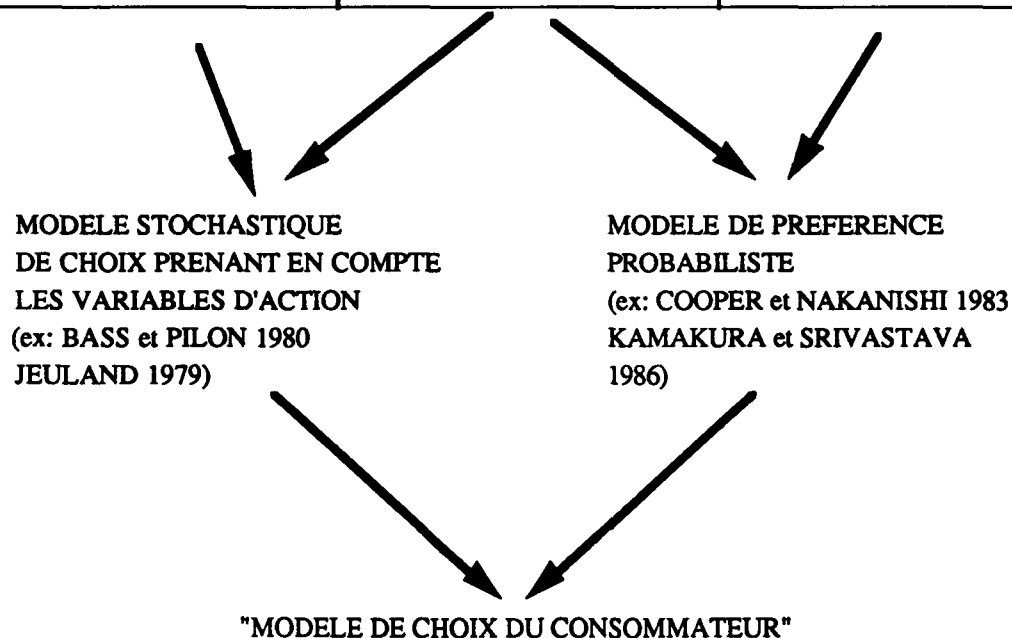 MODELE STOCHASTIQUE
DE CHOIX PRENANT EN COMPTE
LES VARIABLES D'ACTION
(ex: BASS et PILON 1980
JEULAND 1979)
MODELE DE PREFERENCE
PROBABILISTE
(ex: COOPER et NAKANISHI 1983
KAMAKURA et SRIVASTAVA
1986)
"MODELE DE CHOIX DU CONSOMMATEUR"